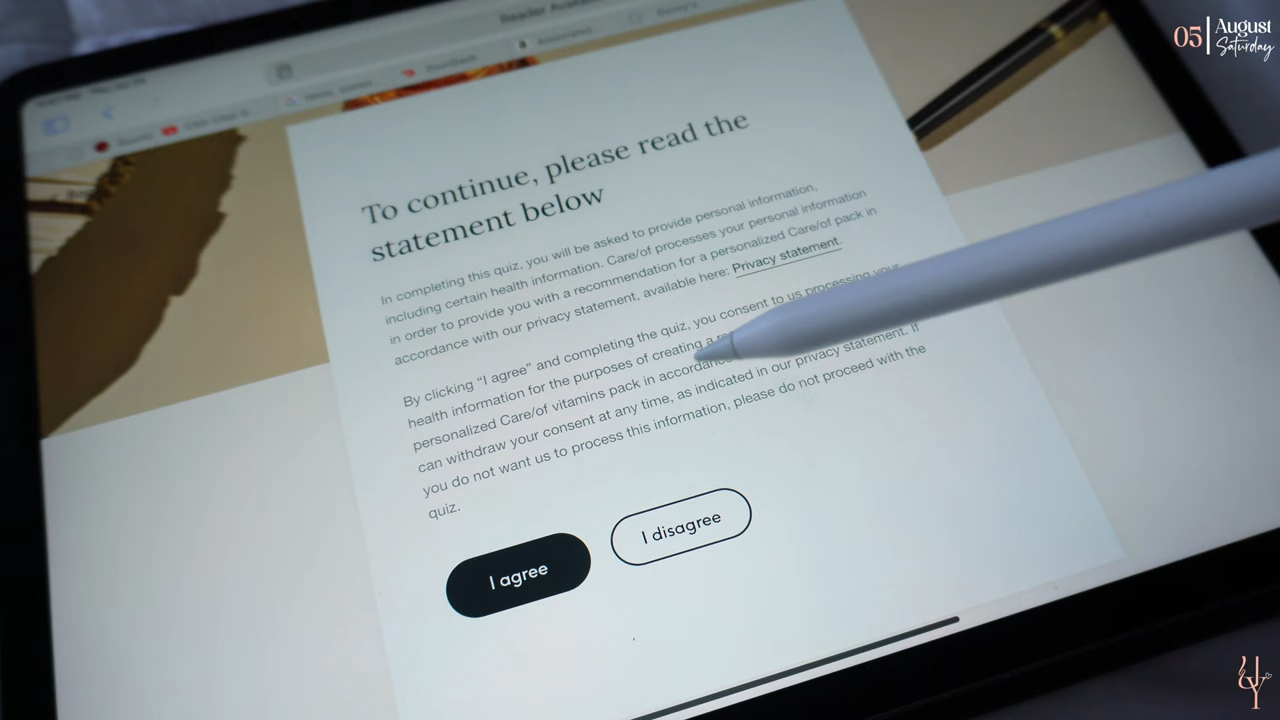 Reader Availa
05 August
Saturday
To continue, please read the
statement below
In completing this quiz, you will be asked to provide personal information,
including certain health information. Care/of processes your personal information
in order to provide you with a recommendation for a personalized Care/of pack in
accordance with our privacy statement, available here: Privacy statement.
By clicking “I agree” and completing the quiz, you consent to us processing your
health information for the purposes of creating a
personalized Care/of vitamins pack in accordance
can withdraw your consent at any time, as indicated in our privacy statement. If
you do not want us to process this information, please do not proceed with the
quiz.
I agree
I disagree